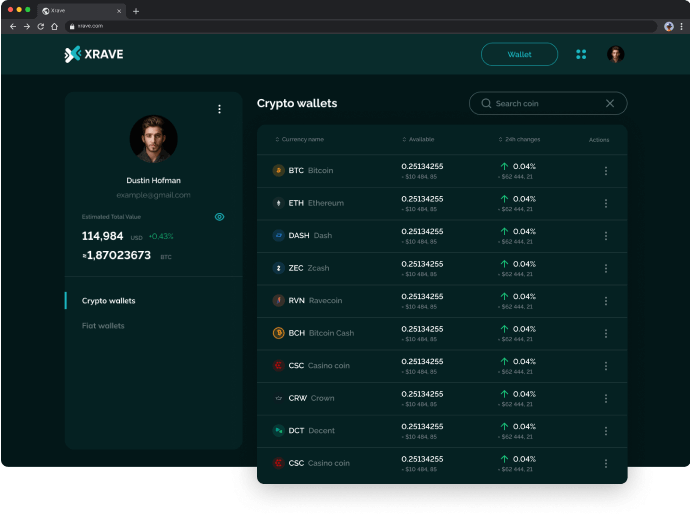 Xrave
xrave.com
XRAVE
Wallet
Dustin Hofman
example@gmail.com
Estimated Total Value
114,984 USD +0,43%
≈1,87023673 BTC
Crypto wallets
Fiat wallets
Crypto wallets
Search coin
Currency name Available 24h changes Actions
BTC Bitcoin 0.25134255 0.04%
≈ $10 484, 85 ≈ $62 444, 21
ETH Ethereum 0.25134255 0.04%
≈ $10 484, 85 ≈ $62 444, 21
DASH Dash 0.25134255 0.04%
≈ $10 484, 85 ≈ $62 444, 21
ZEC Zcash 0.25134255 0.04%
≈ $10 484, 85 ≈ $62 444, 21
RVN Ravecoin 0.25134255 0.04%
≈ $10 484, 85 ≈ $62 444, 21
BCH Bitcoin Cash 0.25134255 0.04%
≈ $10 484, 85 ≈ $62 444, 21
CSC Casino coin 0.25134255 0.04%
≈ $10 484, 85 ≈ $62 444, 21
CRW Crown 0.25134255 0.04%
≈ $10 484, 85 ≈ $62 444, 21
DCT Decent 0.25134255 0.04%
≈ $10 484, 85 ≈ $62 444, 21
CSC Casino coin 0.25134255 0.04%
≈ $10 484, 85 ≈ $62 444, 21